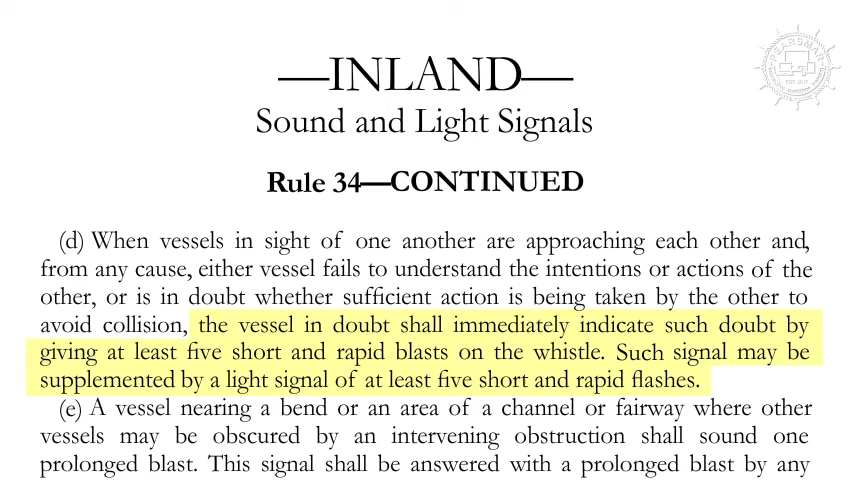 —INLAND—
Sound and Light Signals
Rule 34—CONTINUED
(d) When vessels in sight of one another are approaching each other and,
from any cause, either vessel fails to understand the intentions or actions of the
other, or is in doubt whether sufficient action is being taken by the other to
avoid collision, the vessel in doubt shall immediately indicate such doubt by
giving at least five short and rapid blasts on the whistle. Such signal may be
supplemented by a light signal of at least five short and rapid flashes.
(e) A vessel nearing a bend or an area of a channel or fairway where other
vessels may be obscured by an intervening obstruction shall sound one
prolonged blast. This signal shall be answered with a prolonged blast by any
PEARSMAR